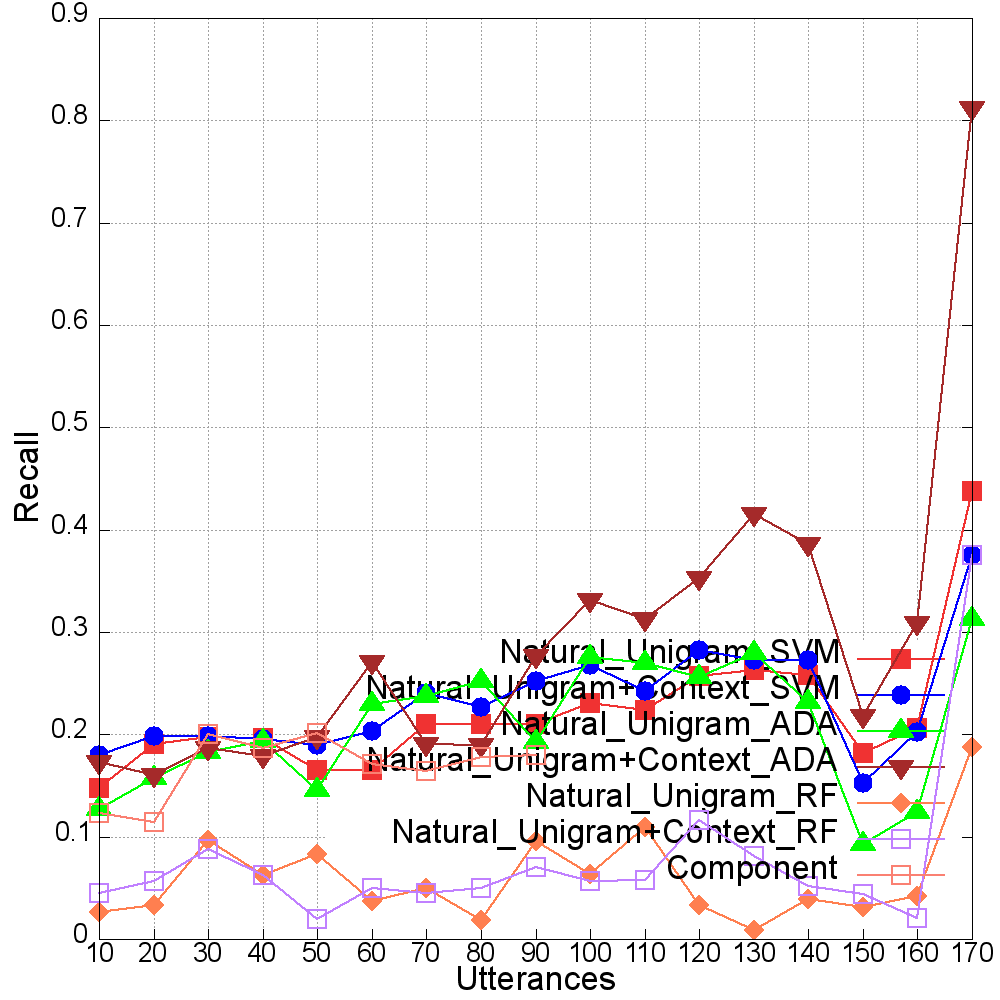 0.9
0.8
0.7
0.6
0.5
0.4
0.3
0.2
0.1
0
Recall
Natural_Unigram_SVM
Natural_Unigram+Context_SVM
Natural_Unigram_ADA
Natural_Unigram+Context_ADA
Natural_Unigram_RF
Natural_Unigram+Context_RF
Component
10 20 30 40 50 60 70 80 90 100 110 120 130 140 150 160 170
Utterances